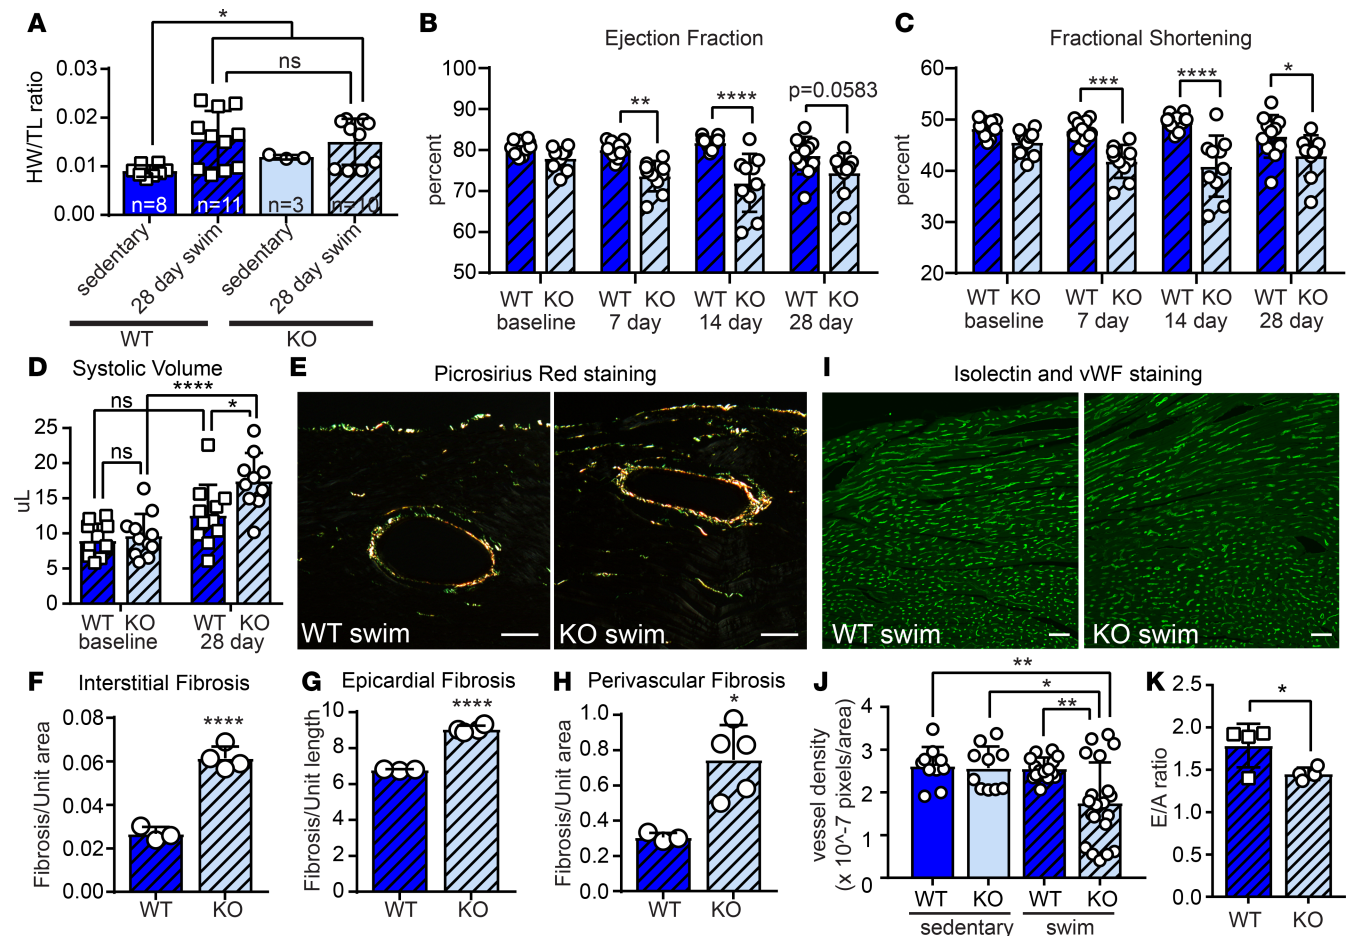 A
*
ns
HW/TL ratio
0.03
0.02
0.01
0.00
n=8
n=11
n=3
n=10
sedentary
28 day swim
sedentary
28 day swim
WT
KO
B
Ejection Fraction
percent
100
90
80
70
60
50
**
****
p=0.0583
WT KO
baseline
WT KO
7 day
WT KO
14 day
WT KO
28 day
C
Fractional Shortening
percent
60
50
40
30
20
***
****
*
WT KO
baseline
WT KO
7 day
WT KO
14 day
WT KO
28 day
D
Systolic Volume
****
ns
*
ns
uL
25
20
15
10
5
0
WT KO
baseline
WT KO
28 day
E
Picrosirius Red staining
WT swim
KO swim
I
Isolectin and vWF staining
WT swim
KO swim
F
Interstitial Fibrosis
****
Fibrosis/Unit area
0.08
0.06
0.04
0.02
0.00
WT
KO
G
Epicardial Fibrosis
****
Fibrosis/Unit length
10
8
6
4
2
0
WT
KO
H
Perivascular Fibrosis
*
Fibrosis/Unit area
1.0
0.8
0.6
0.4
0.2
0.0
WT
KO
J
**
*
**
vessel density
(x 10^-7 pixels/area)
4
3
2
1
0
WT
KO
WT
KO
sedentary
swim
K
*
E/A ratio
2.5
2.0
1.5
1.0
0.5
0.0
WT
KO